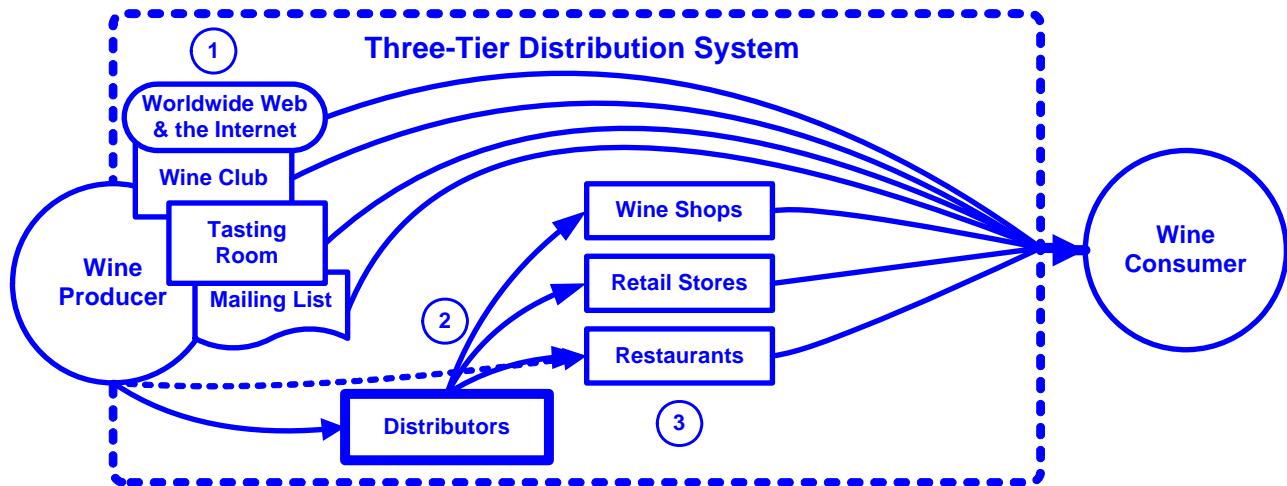 1
Three-Tier Distribution System
Worldwide Web
& the Internet
Wine Club
Tasting
Room
Wine
Producer
Mailing List
Wine Shops
Retail Stores
2
Restaurants
Distributors
3
Wine
Consumer